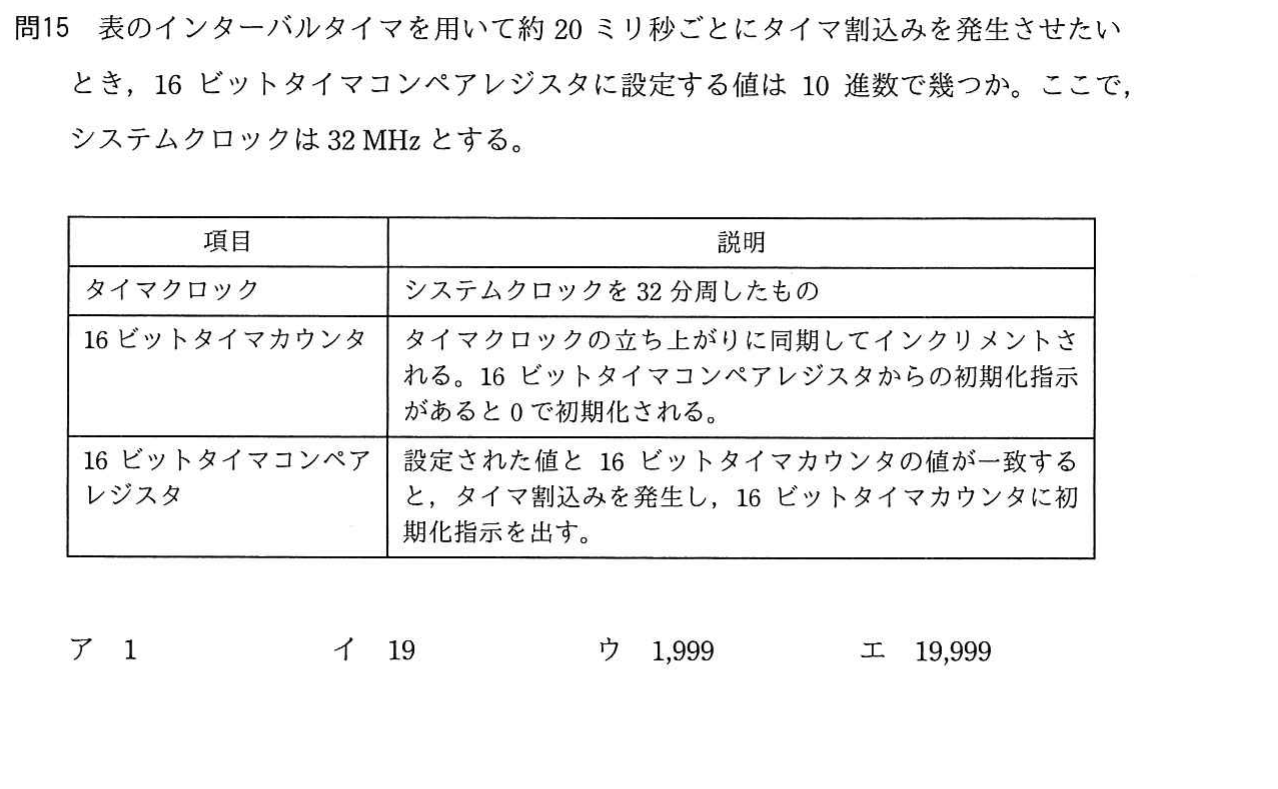 問15 表のインターバルタイマを用いて約 20 ミリ秒ごとにタイマ割込みを発生させたい
とき，16 ビットタイマコンペアレジスタに設定する値は 10 進数で幾つか。ここで，
システムクロックは 32 MHz とする。
項目 説明
タイマクロック システムクロックを 32 分周したもの
16 ビットタイマカウンタ タイマクロックの立ち上がりに同期してインクリメントさ
れる。16 ビットタイマコンペアレジスタからの初期化指示
があると 0 で初期化される。
16 ビットタイマコンペア 設定された値と 16 ビットタイマカウンタの値が一致する
レジスタ と，タイマ割込みを発生し，16 ビットタイマカウンタに初
期化指示を出す。
ア 1 イ 19 ウ 1,999 エ 19,999